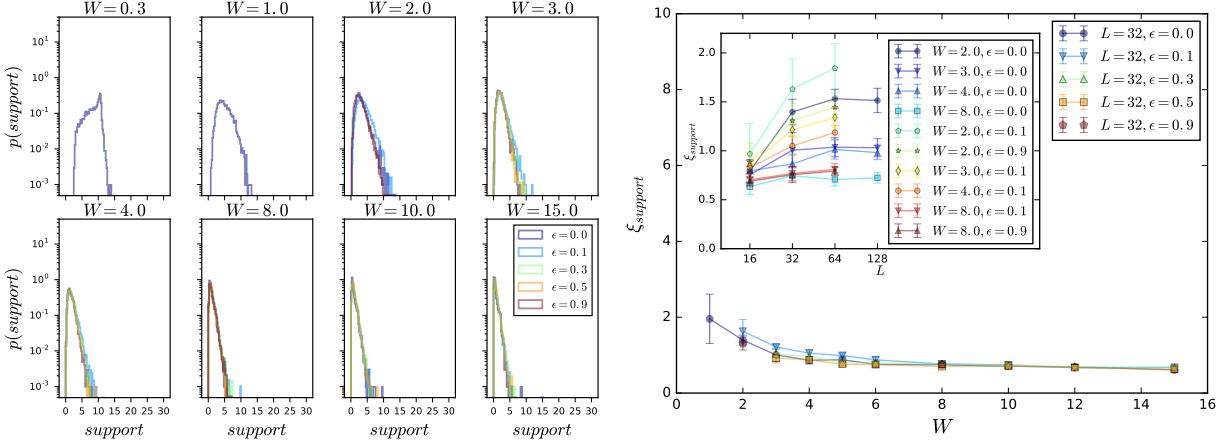 W = 0.3
W = 1.0
W = 2.0
W = 3.0
p(support)
10¹
10⁰
10⁻¹
10⁻²
10⁻³
W = 4.0
W = 8.0
W = 10.0
W = 15.0
p(support)
10¹
10⁰
10⁻¹
10⁻²
10⁻³
ϵ = 0.0
ϵ = 0.1
ϵ = 0.3
ϵ = 0.5
ϵ = 0.9
0 5 10 15 20 25 30
0 5 10 15 20 25 30
0 5 10 15 20 25 30
0 5 10 15 20 25 30
support
support
support
support
ξsupport
10
8
6
4
2
0
0 2 4 6 8 10 12 14 16
W
L = 32, ϵ = 0.0
L = 32, ϵ = 0.1
L = 32, ϵ = 0.3
L = 32, ϵ = 0.5
L = 32, ϵ = 0.9
ξsupport
2.0
1.5
1.0
0.5
0.0
16 32 64 128
L
W = 2.0, ϵ = 0.0
W = 3.0, ϵ = 0.0
W = 4.0, ϵ = 0.0
W = 8.0, ϵ = 0.0
W = 2.0, ϵ = 0.1
W = 2.0, ϵ = 0.9
W = 3.0, ϵ = 0.1
W = 4.0, ϵ = 0.1
W = 8.0, ϵ = 0.1
W = 8.0, ϵ = 0.9